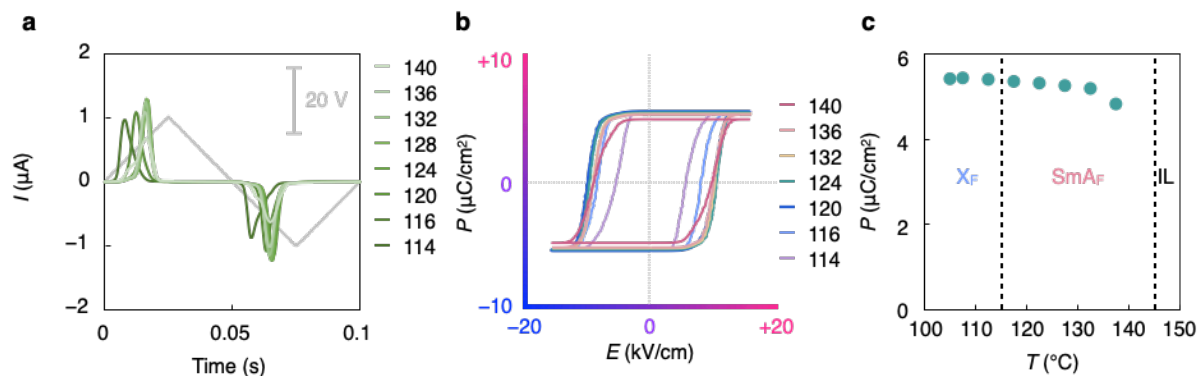 a
I (µA)
2
1
0
−1
−2
0
0.05
0.1
Time (s)
20 V
140
136
132
128
124
120
116
114
b
P (µC/cm²)
+10
0
−10
−20
0
+20
E (kV/cm)
140
136
132
124
120
116
114
c
P (µC/cm²)
6
4
2
0
100 110 120 130 140 150
T (°C)
XF
SmAF
IL